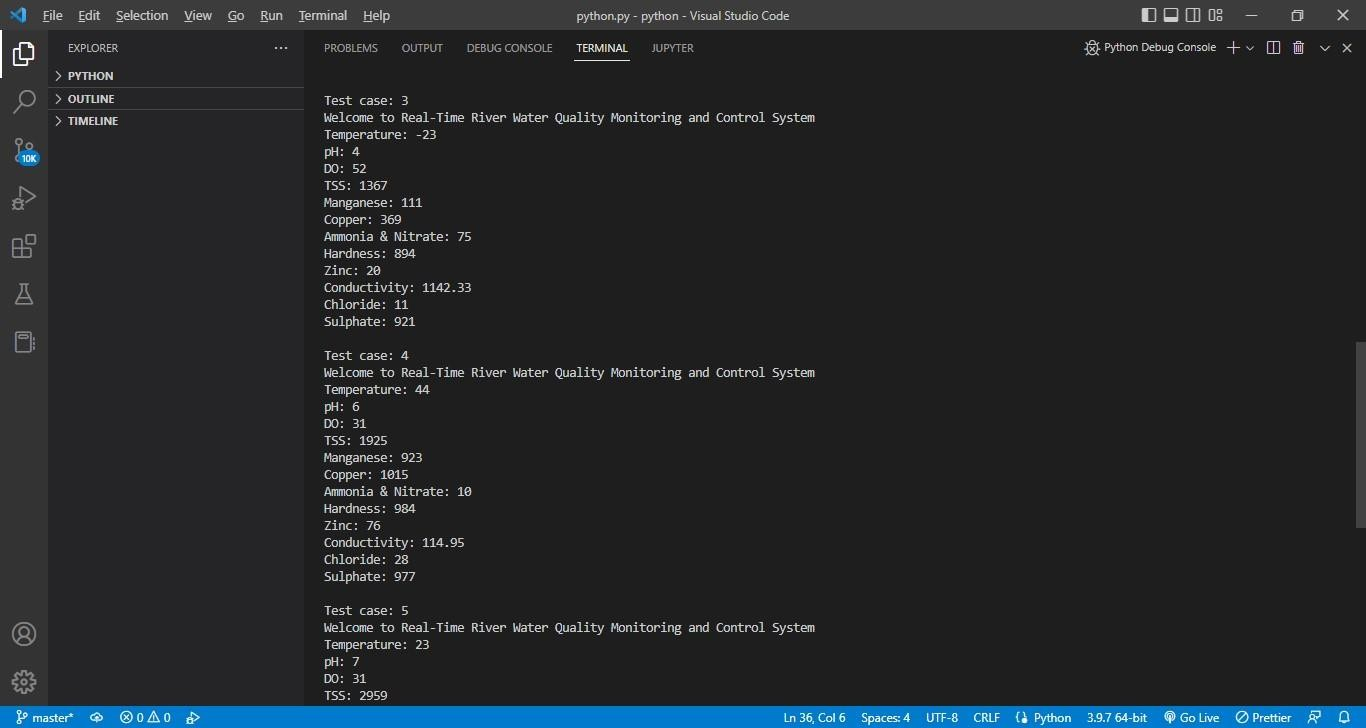 File Edit Selection View Go Run Terminal Help python.py - python - Visual Studio Code
EXPLORER
PYTHON
OUTLINE
TIMELINE
10K
PROBLEMS OUTPUT DEBUG CONSOLE TERMINAL JUPYTER Python Debug Console
Test case: 3
Welcome to Real-Time River Water Quality Monitoring and Control System
Temperature: -23
pH: 4
DO: 52
TSS: 1367
Manganese: 111
Copper: 369
Ammonia & Nitrate: 75
Hardness: 894
Zinc: 20
Conductivity: 1142.33
Chloride: 11
Sulphate: 921
Test case: 4
Welcome to Real-Time River Water Quality Monitoring and Control System
Temperature: 44
pH: 6
DO: 31
TSS: 1925
Manganese: 923
Copper: 1015
Ammonia & Nitrate: 10
Hardness: 984
Zinc: 76
Conductivity: 114.95
Chloride: 28
Sulphate: 977
Test case: 5
Welcome to Real-Time River Water Quality Monitoring and Control System
Temperature: 23
pH: 7
DO: 31
TSS: 2959
master* 0 0 Ln 36, Col 6 Spaces: 4 UTF-8 CRLF Python 3.9.7 64-bit Go Live Prettier